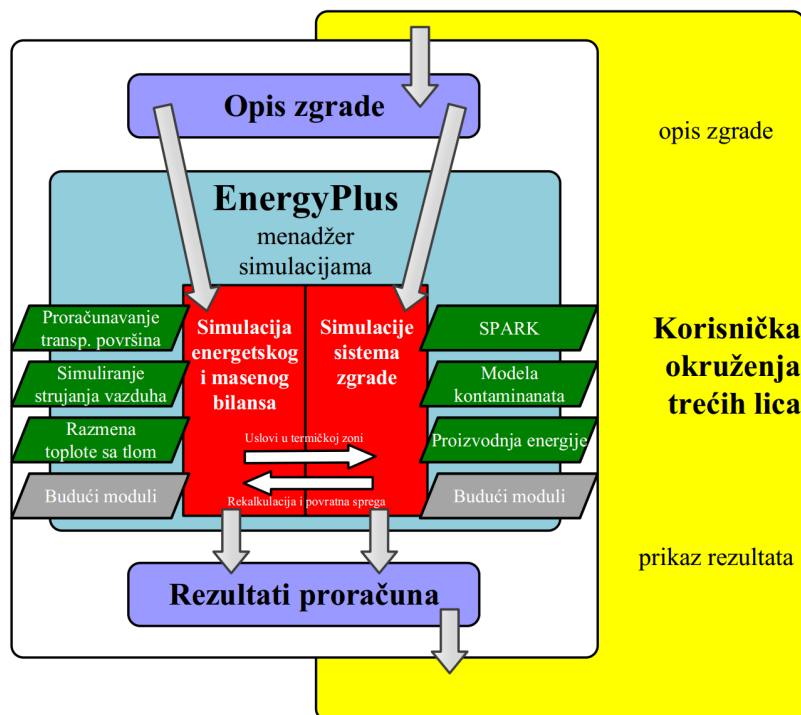 Opis zgrade
opis zgrade
EnergyPlus
menadžer
simulacijama
Proračunavanje
transp. površina
Simuliranje
strujanja vazduha
Razmena
toplote sa tlom
Budući moduli
Simulacija
energetskog
i masenog
bilansa
Simulacije
sistema
zgrade
Uslovi u termičkoj zoni
Rekalkulacija i povratna sprega
SPARK
Modela
kontaminanata
Proizvodnja energije
Budući moduli
Korisnička
okruženja
trećih lica
prikaz rezultata
Rezultati proračuna